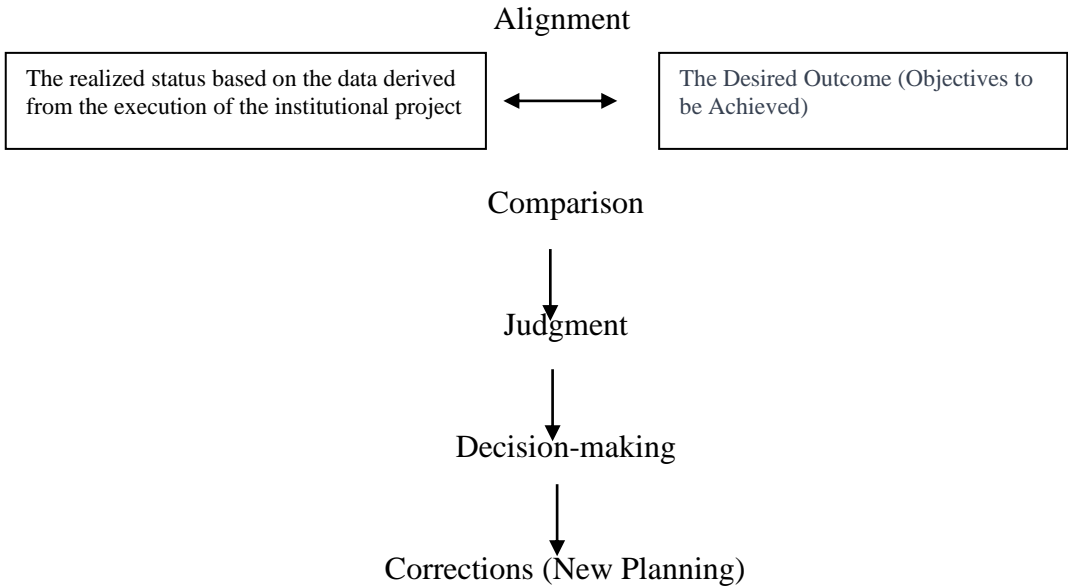 Alignment
The realized status based on the data derived
from the execution of the institutional project
The Desired Outcome (Objectives to
be Achieved)
Comparison
Judgment
Decision-making
Corrections (New Planning)